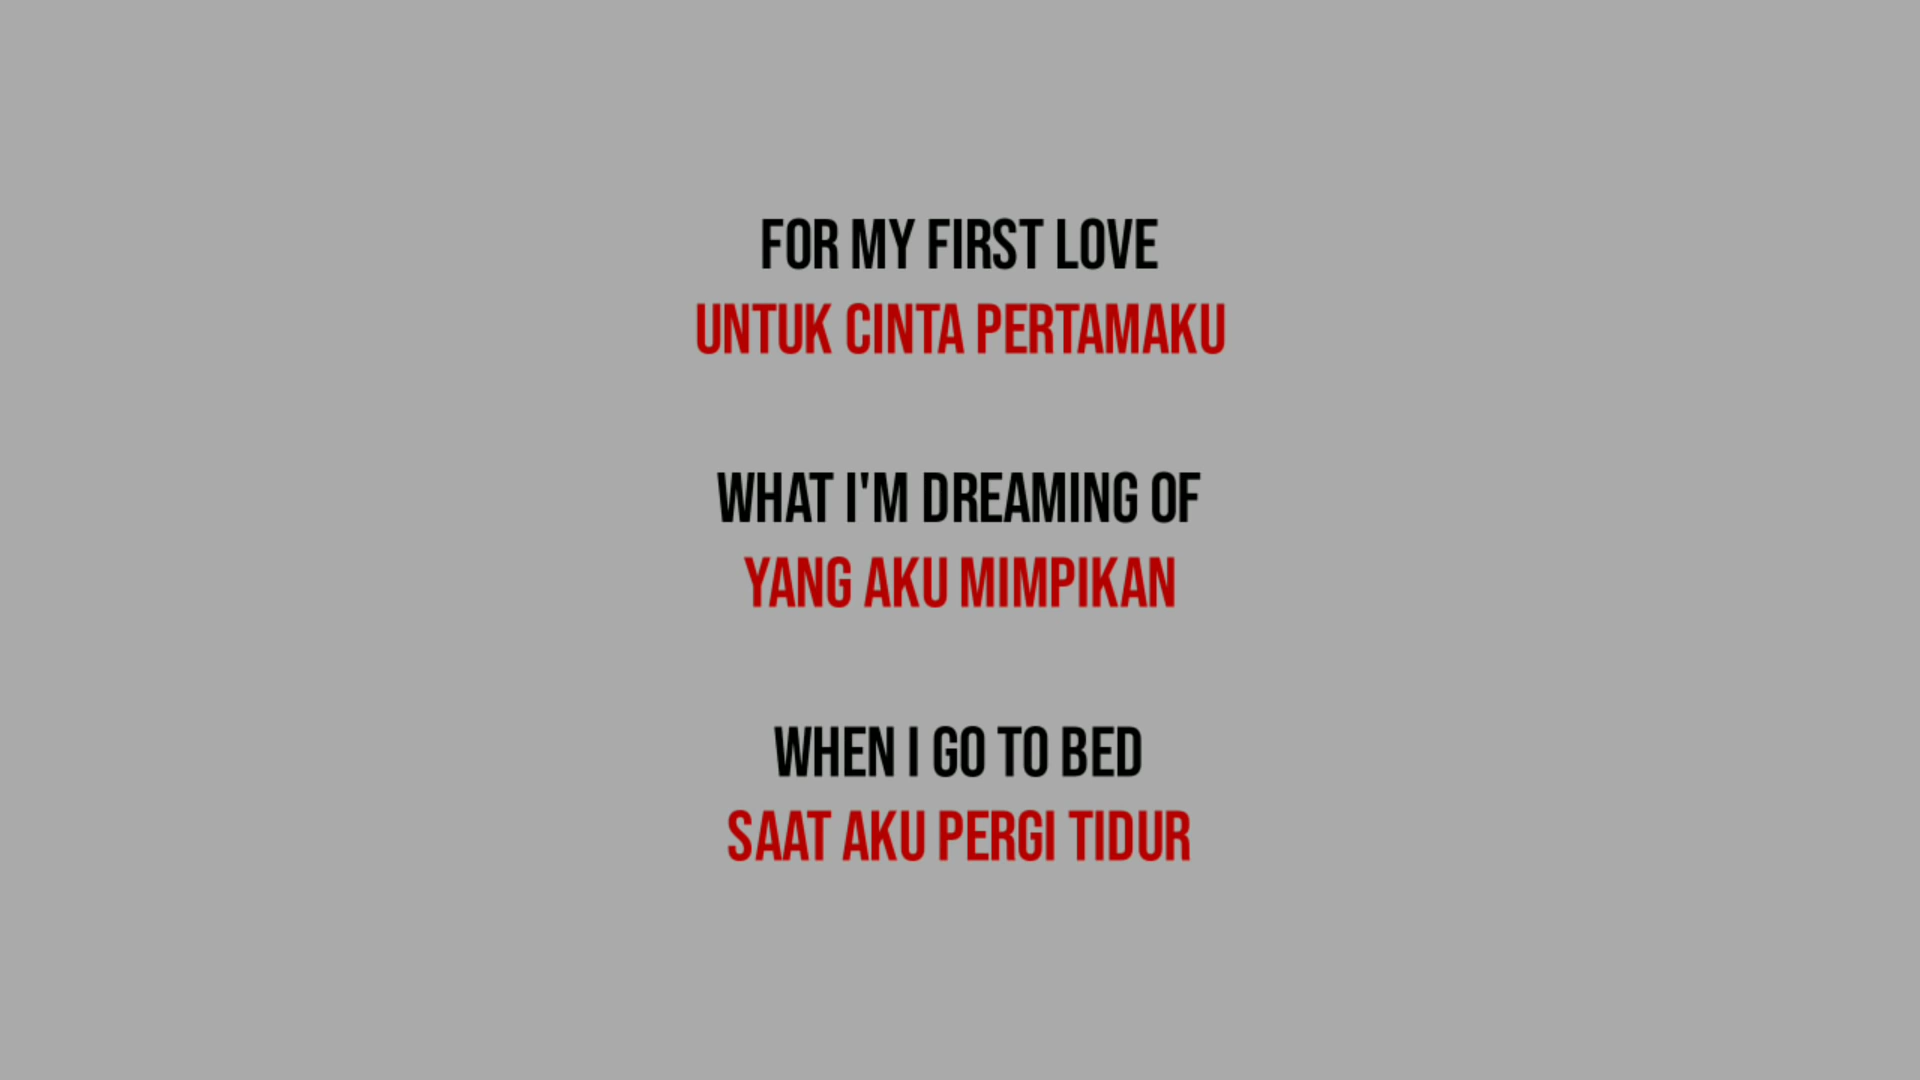 FOR MY FIRST LOVE
UNTUK CINTA PERTAMAKU
WHAT I'M DREAMING OF
YANG AKU MIMPIKAN
WHEN I GO TO BED
SAAT AKU PERGI TIDUR